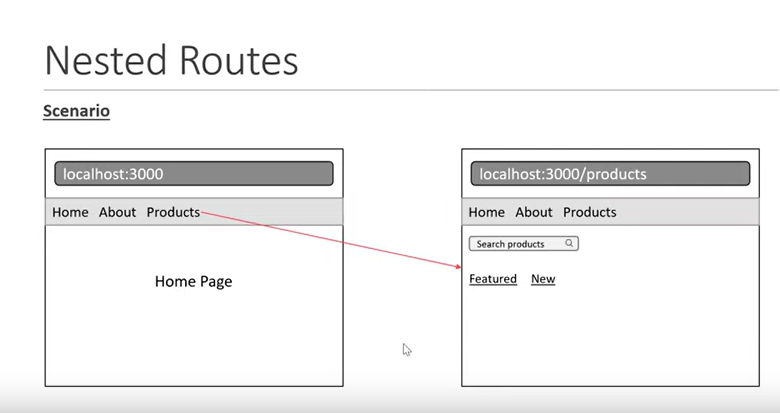 Nested Routes
Scenario
localhost:3000
Home About Products
Home Page
localhost:3000/products
Home About Products
Search products
Featured New